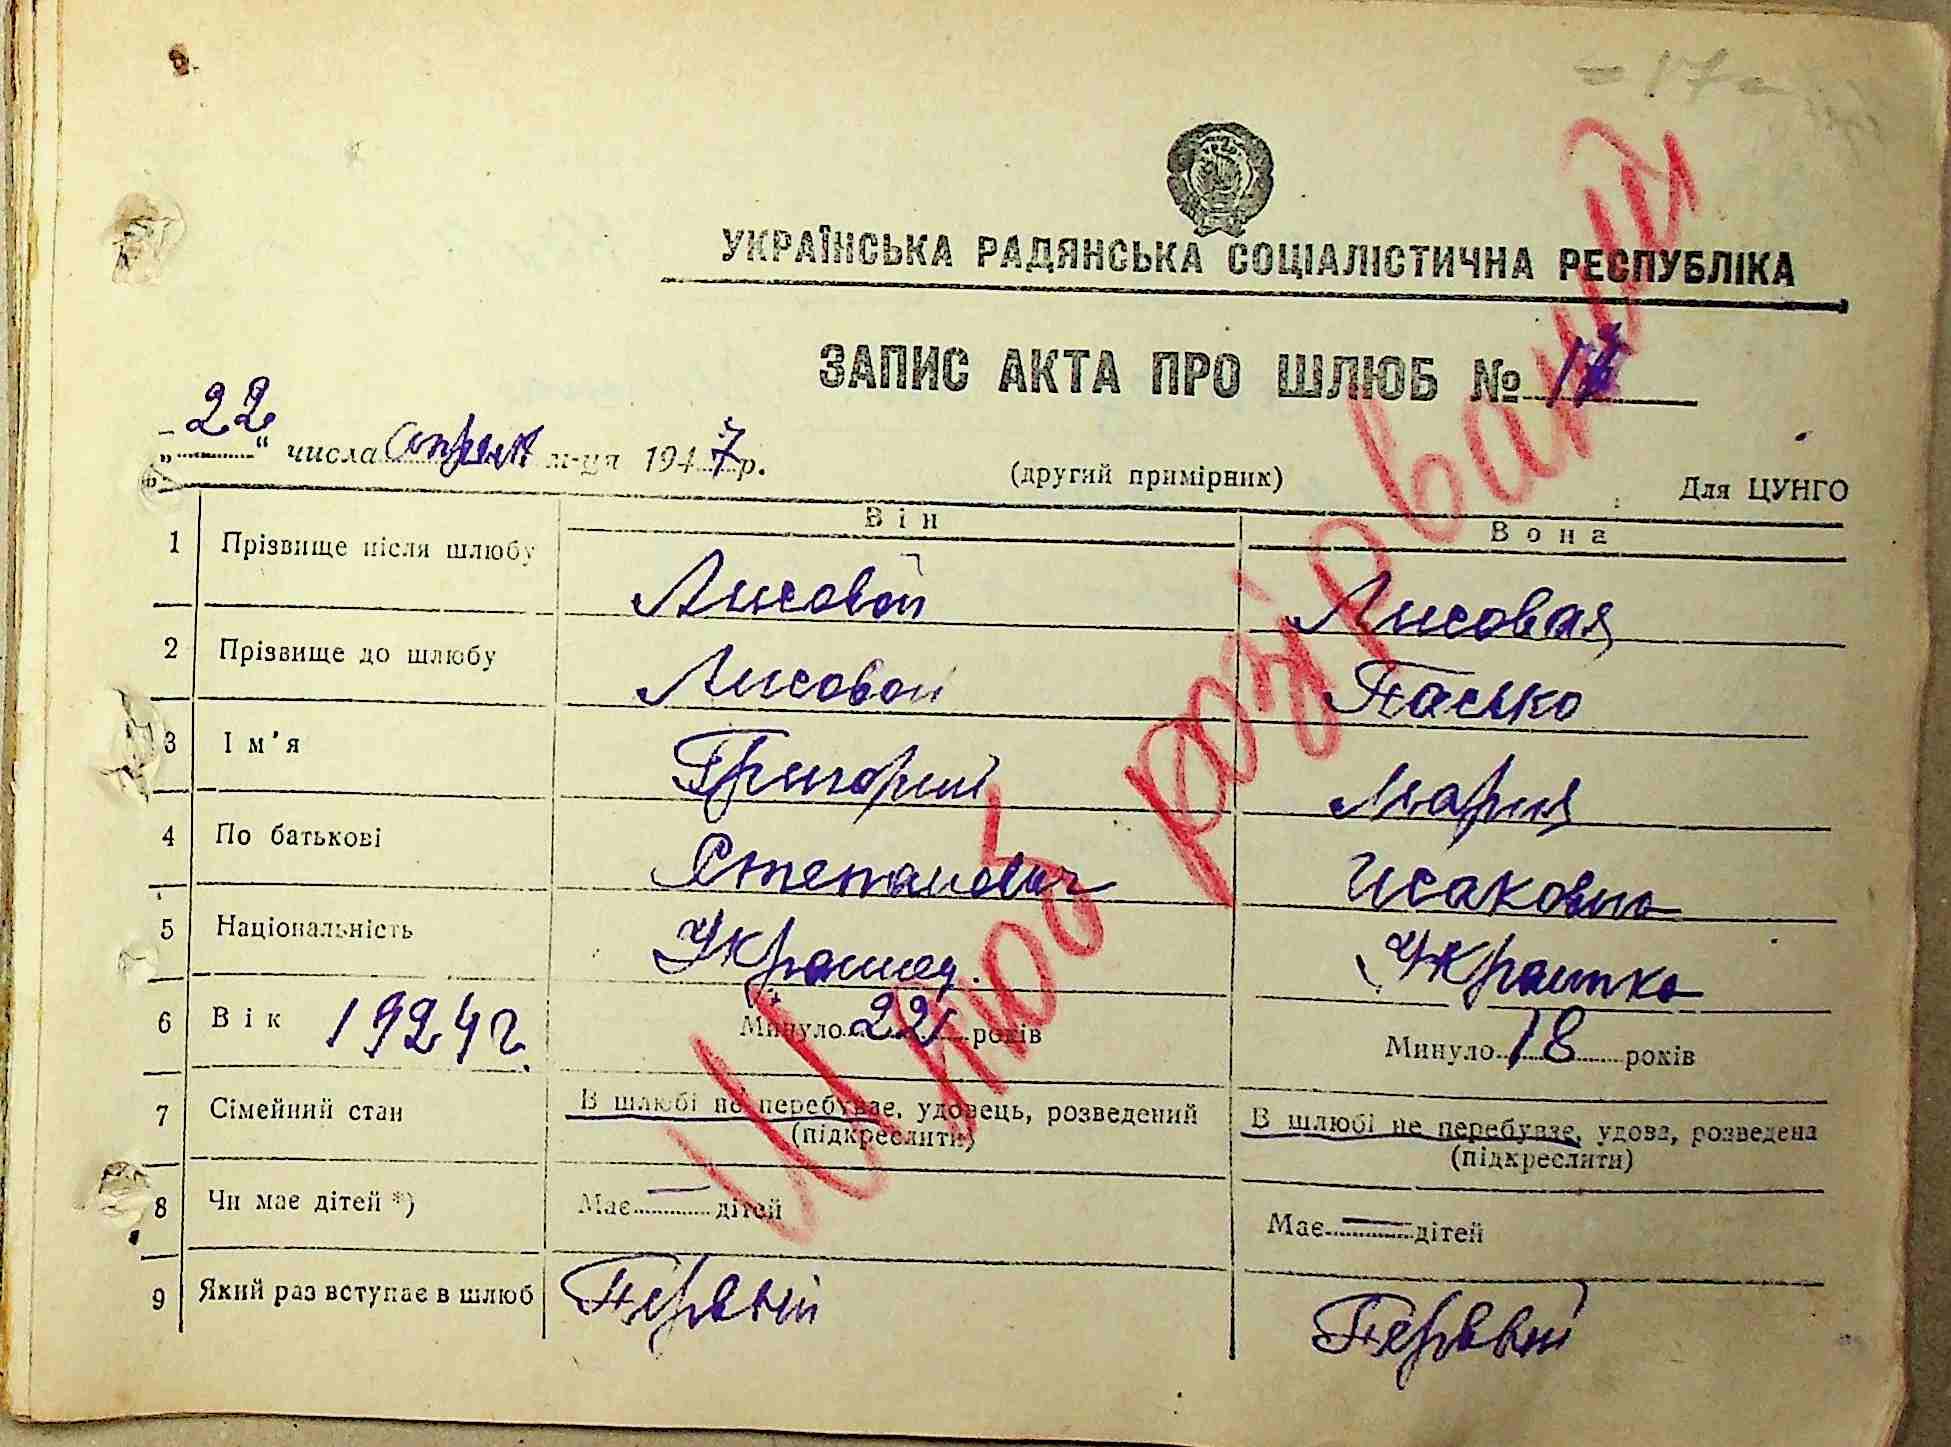 УКРАЇНСЬКА РАДЯНСЬКА СОЦІАЛІСТИЧНА РЕСПУБЛІКА
ЗАПИС АКТА ПРО ШЛЮБ № 17
„22“ числа апреля м-ця 1947 р. (другий примірник) Для ЦУНГО
Він Вона
1 Прізвище після шлюбу Лисовой Лисовая
2 Прізвище до шлюбу Лисовой Пасько
3 Ім'я Григорий Мария
4 По батькові Степанович Исаковна
5 Національність Украинец. Украинка
6 Вік 1924 г. Минуло 22 років Минуло 18 років
7 Сімейний стан В шлюбі не перебуває, удовець, розведений (підкреслити) В шлюбі не перебуває, удова, розведена (підкреслити)
8 Чи має дітей *) Має — дітей Має — дітей
9 Який раз вступає в шлюб Первый Первый
Шлюб розірваний